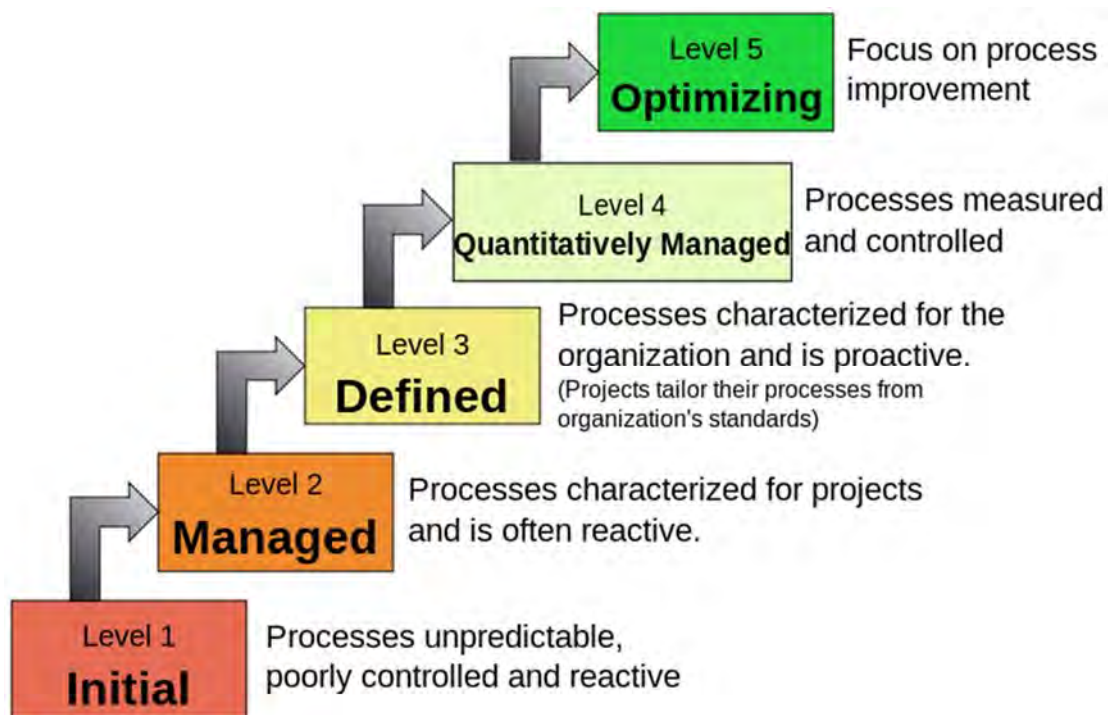 Level 5
Optimizing
Focus on process
improvement
Level 4
Quantitatively Managed
Processes measured
and controlled
Level 3
Defined
Processes characterized for the
organization and is proactive.
(Projects tailor their processes from
organization's standards)
Level 2
Managed
Processes characterized for projects
and is often reactive.
Level 1
Initial
Processes unpredictable,
poorly controlled and reactive